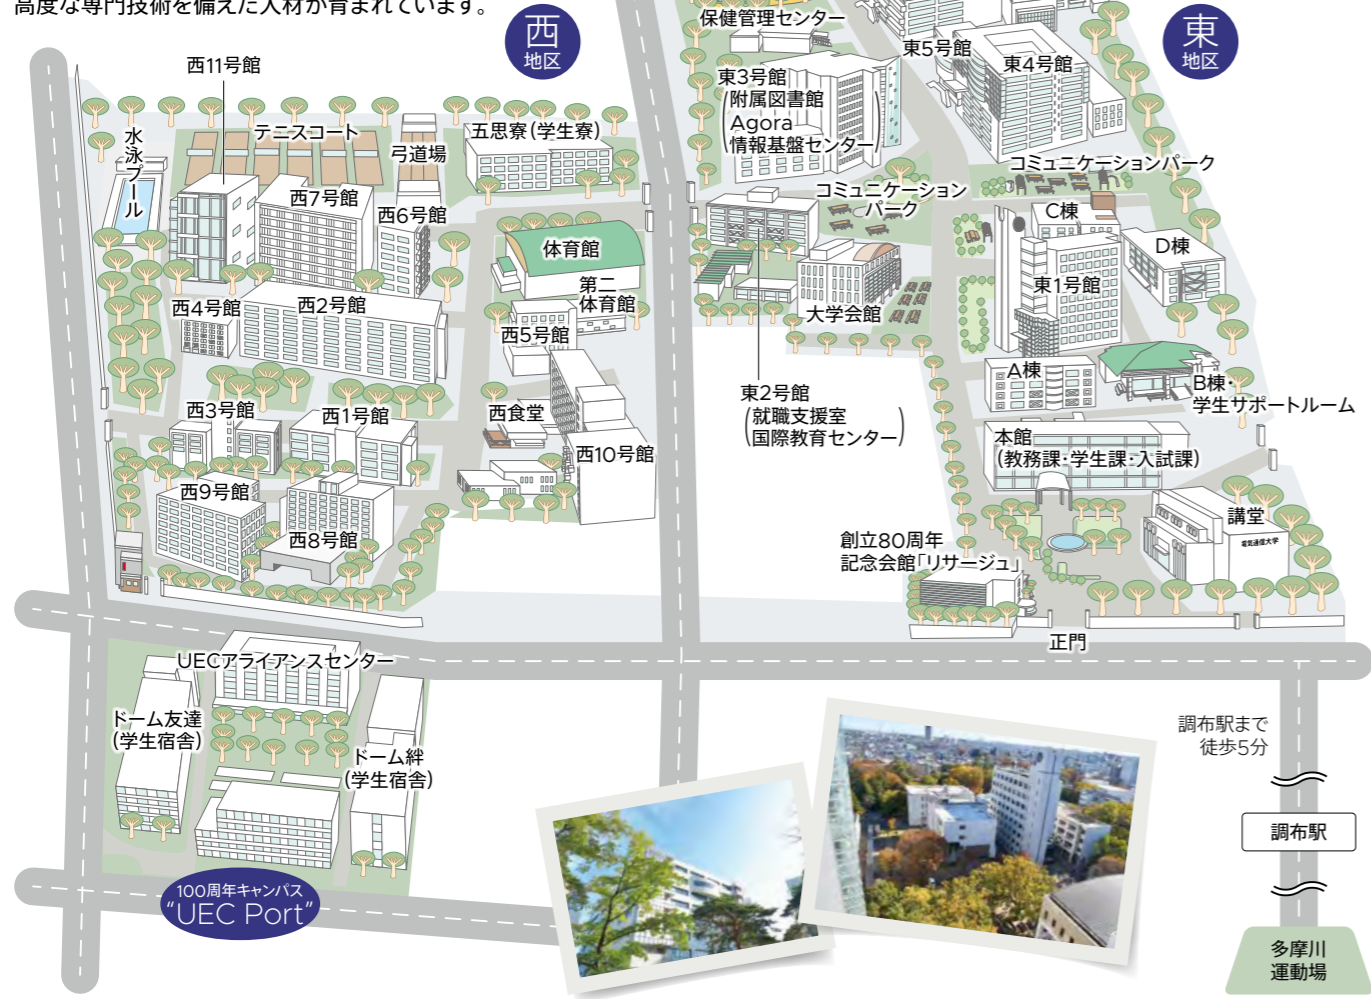 高度な専門技術を備えた人材が育まれています。
西
地区
東
地区
保健管理センター
東5号館
東4号館
東3号館
(附属図書館
Agora
情報基盤センター)
西11号館
テニスコート
弓道場
五思寮(学生寮)
水泳プール
コミュニケーションパーク
コミュニケーション
パーク
西7号館
西6号館
C棟
D棟
体育館
東1号館
第二
体育館
西4号館
西2号館
西5号館
大学会館
A棟
B棟・
学生サポートルーム
東2号館
(就職支援室
国際教育センター)
西3号館
西1号館
西食堂
西10号館
本館
(教務課・学生課・入試課)
西9号館
西8号館
講堂
電気通信大学
創立80周年
記念会館「リサージュ」
正門
UECアライアンスセンター
ドーム友達
(学生宿舎)
ドーム絆
(学生宿舎)
100周年キャンパス
"UEC Port"
調布駅まで
徒歩5分
調布駅
多摩川
運動場